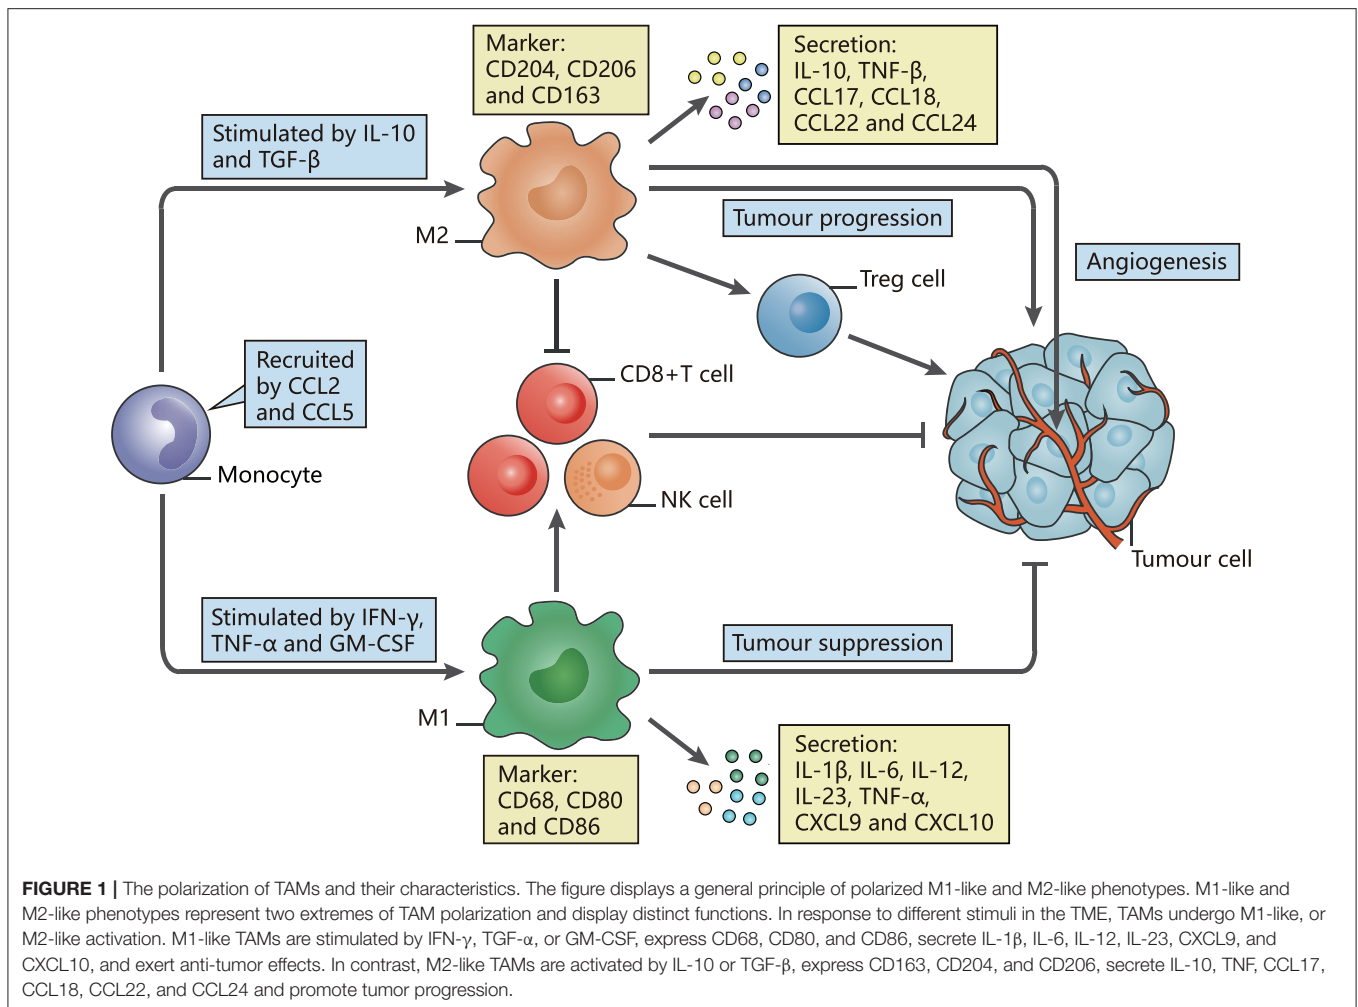 Marker:
CD204, CD206
and CD163
Secretion:
IL-10, TNF-β,
CCL17, CCL18,
CCL22 and CCL24
Stimulated by IL-10
and TGF-β
M2
Tumour progression
Angiogenesis
Treg cell
Recruited
by CCL2
and CCL5
CD8+T cell
Monocyte
NK cell
Tumour cell
Stimulated by IFN-γ,
TNF-α and GM-CSF
Tumour suppression
M1
Marker:
CD68, CD80
and CD86
Secretion:
IL-1β, IL-6, IL-12,
IL-23, TNF-α,
CXCL9 and CXCL10
FIGURE 1 | The polarization of TAMs and their characteristics. The figure displays a general principle of polarized M1-like and M2-like phenotypes. M1-like and
M2-like phenotypes represent two extremes of TAM polarization and display distinct functions. In response to different stimuli in the TME, TAMs undergo M1-like, or
M2-like activation. M1-like TAMs are stimulated by IFN-γ, TGF-α, or GM-CSF, express CD68, CD80, and CD86, secrete IL-1β, IL-6, IL-12, IL-23, CXCL9, and
CXCL10, and exert anti-tumor effects. In contrast, M2-like TAMs are activated by IL-10 or TGF-β, express CD163, CD204, and CD206, secrete IL-10, TNF, CCL17,
CCL18, CCL22, and CCL24 and promote tumor progression.